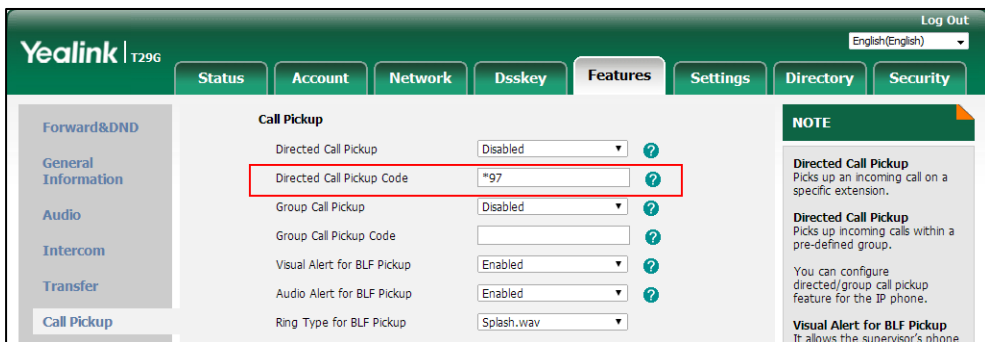 Log Out
Yealink | T29G
English(English)
Status Account Network Dsskey Features Settings Directory Security
Forward&DND
General
Information
Audio
Intercom
Transfer
Call Pickup
Call Pickup
Directed Call Pickup Disabled
Directed Call Pickup Code *97
Group Call Pickup Disabled
Group Call Pickup Code
Visual Alert for BLF Pickup Enabled
Audio Alert for BLF Pickup Enabled
Ring Type for BLF Pickup Splash.wav
NOTE
Directed Call Pickup
Picks up an incoming call on a
specific extension.
Directed Call Pickup
Picks up incoming calls within a
pre-defined group.
You can configure
directed/group call pickup
feature for the IP phone.
Visual Alert for BLF Pickup
It allows the supervisor's phone